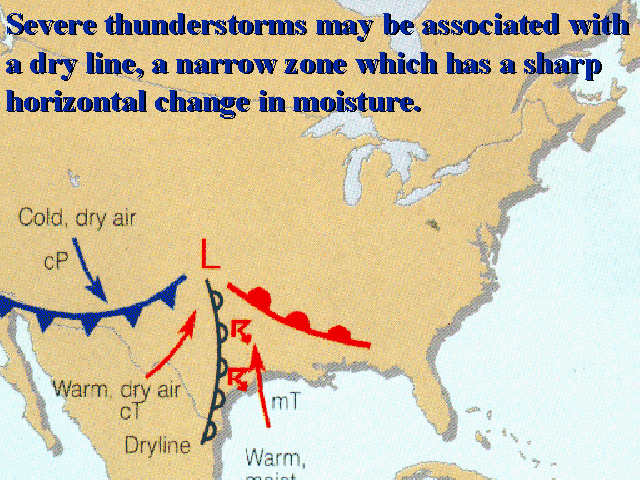 Severe thunderstorms may be associated with
a dry line, a narrow zone which has a sharp
horizontal change in moisture.
Cold, dry air
cP
L
Warm, dry air
cT
mT
Dryline
Warm,
moist